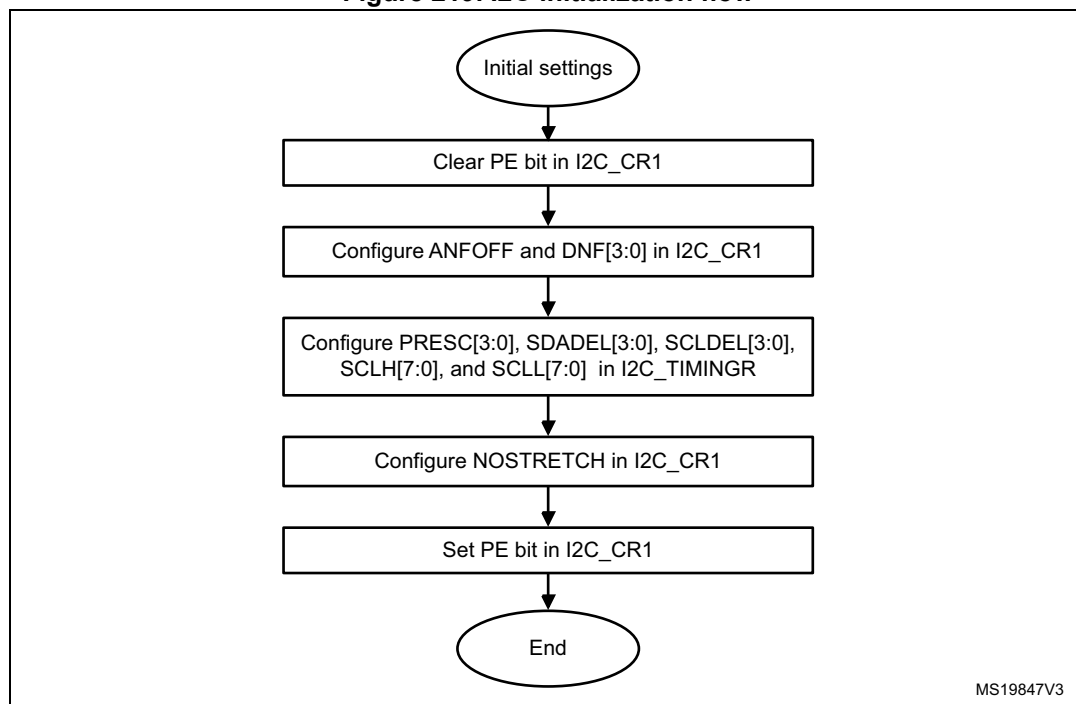 Initial settings
Clear PE bit in I2C_CR1
Configure ANFOFF and DNF[3:0] in I2C_CR1
Configure PRESC[3:0], SDADEL[3:0], SCLDEL[3:0],
SCLH[7:0], and SCLL[7:0] in I2C_TIMINGR
Configure NOSTRETCH in I2C_CR1
Set PE bit in I2C_CR1
End
MS19847V3